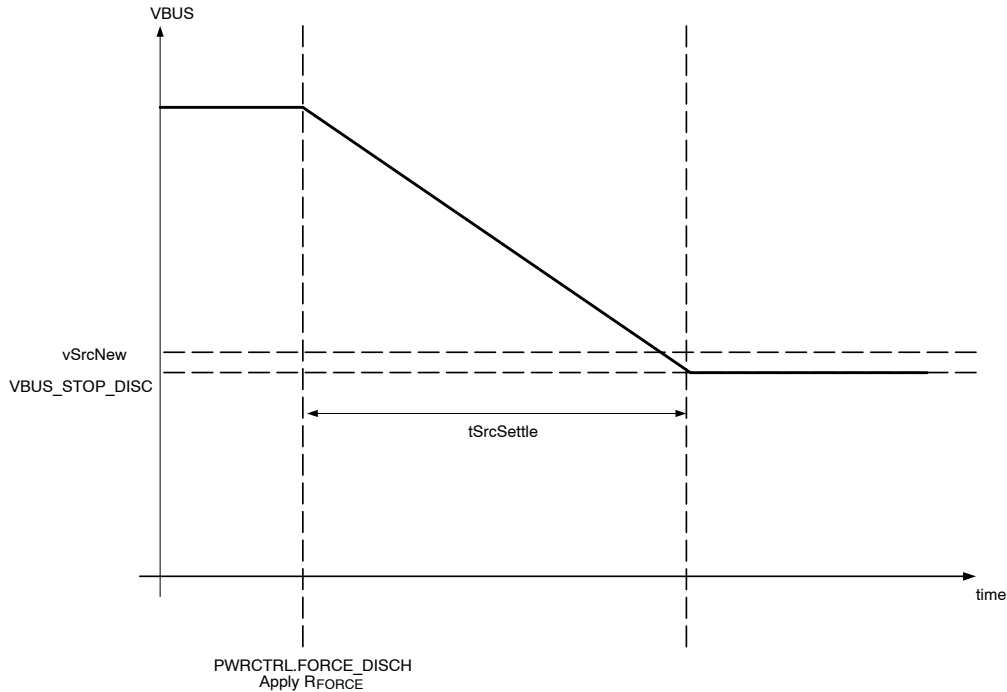 VBUS
vSrcNew
VBUS_STOP_DISC
tSrcSettle
time
PWRCTRL.FORCE_DISCH
Apply RFORCE